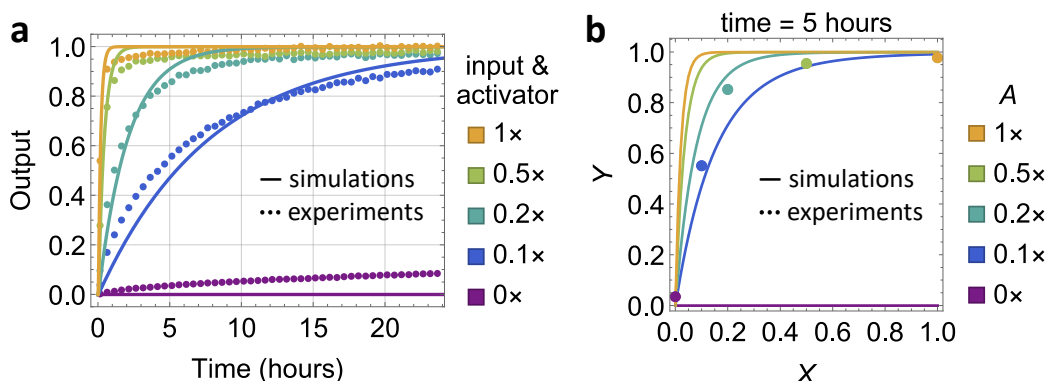 a
1.0
0.8
0.6
0.4
0.2
0.0
Output
0
5
10
15
20
Time (hours)
simulations
experiments
input &
activator
1×
0.5×
0.2×
0.1×
0×
b
time = 5 hours
1.0
0.8
0.6
0.4
0.2
0.0
Y
0.0
0.2
0.4
0.6
0.8
1.0
X
simulations
experiments
A
1×
0.5×
0.2×
0.1×
0×